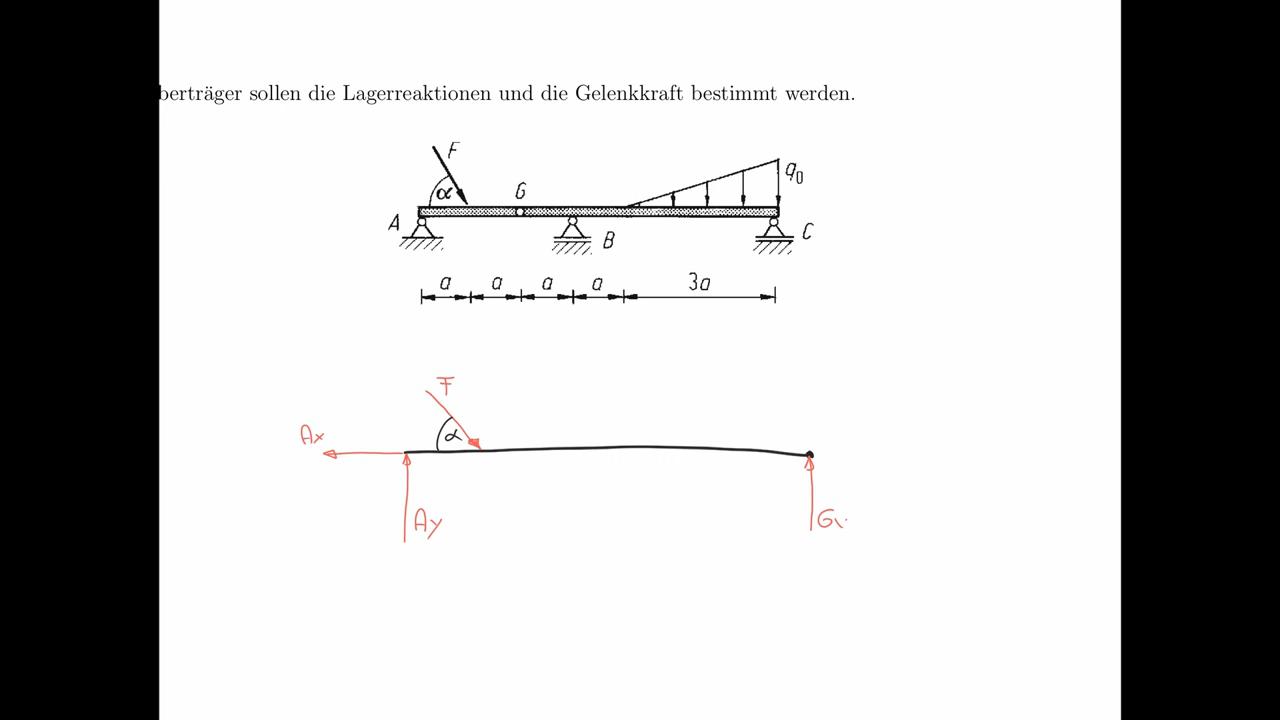 berträger sollen die Lagerreaktionen und die Gelenkkraft bestimmt werden.
F
α
G
q0
A
B
C
a a a a 3a
F
α
Ax
Ay